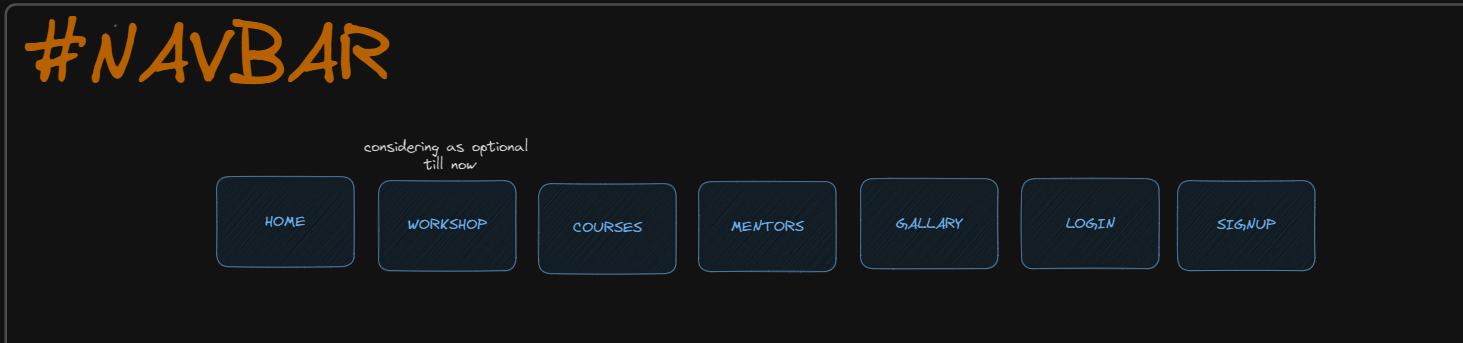 #NAVBAR
considering as optional
till now
HOME
WORKSHOP
COURSES
MENTORS
GALLARY
LOGIN
SIGNUP